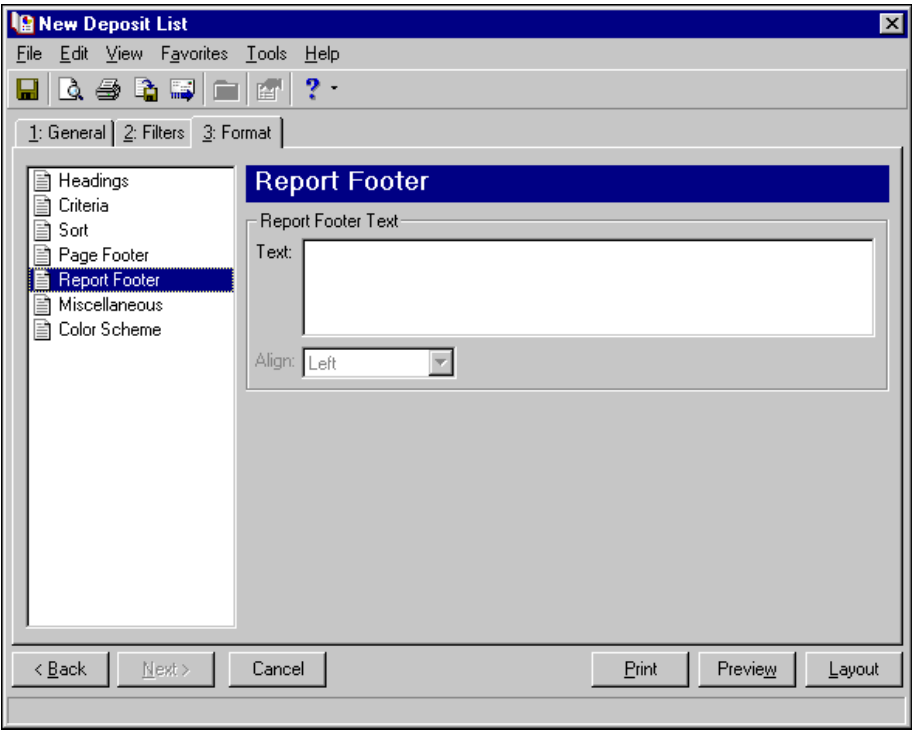 New Deposit List
File Edit View Favorites Tools Help
?
1: General 2: Filters 3: Format
Headings
Criteria
Sort
Page Footer
Report Footer
Miscellaneous
Color Scheme
Report Footer
Report Footer Text
Text:
Align: Left
< Back Next > Cancel Print Preview Layout